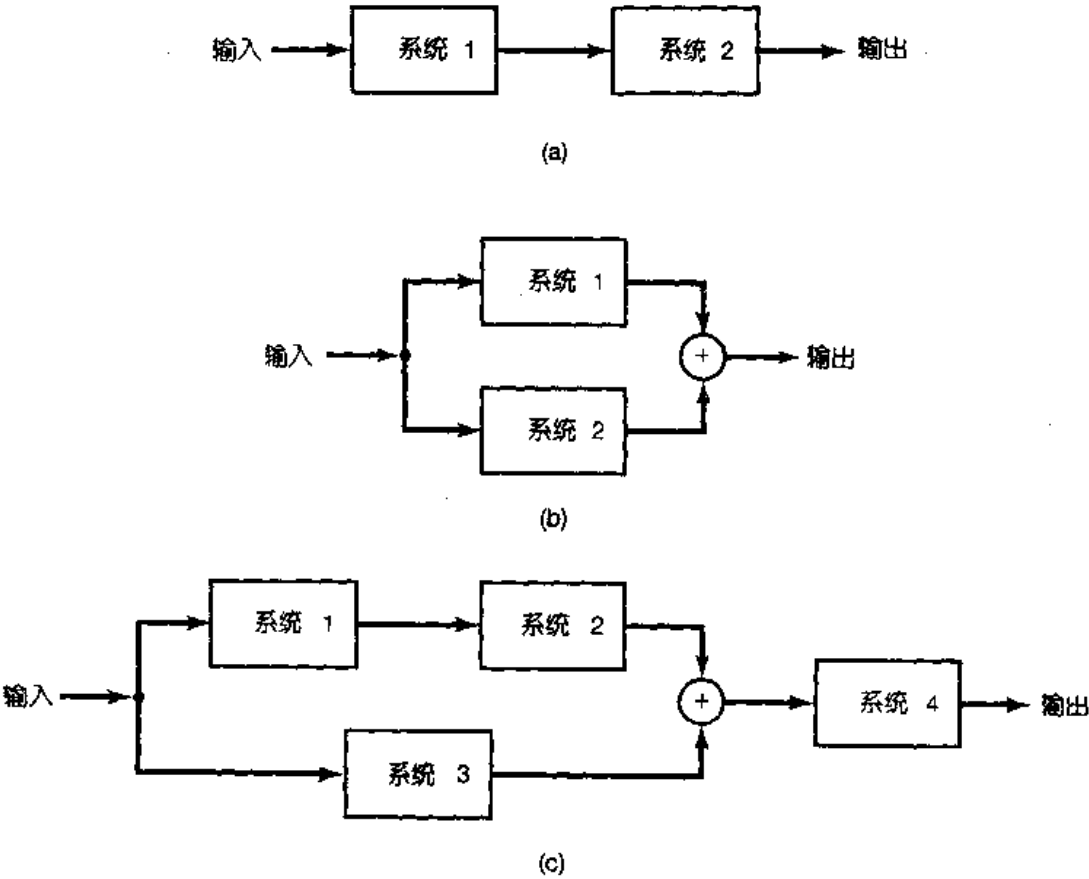 输入 系统 1 系统 2 输出
(a)
系统 1
输入 + 输出
系统 2
(b)
系统 1 系统 2
输入 + 系统 4 输出
系统 3
(c)